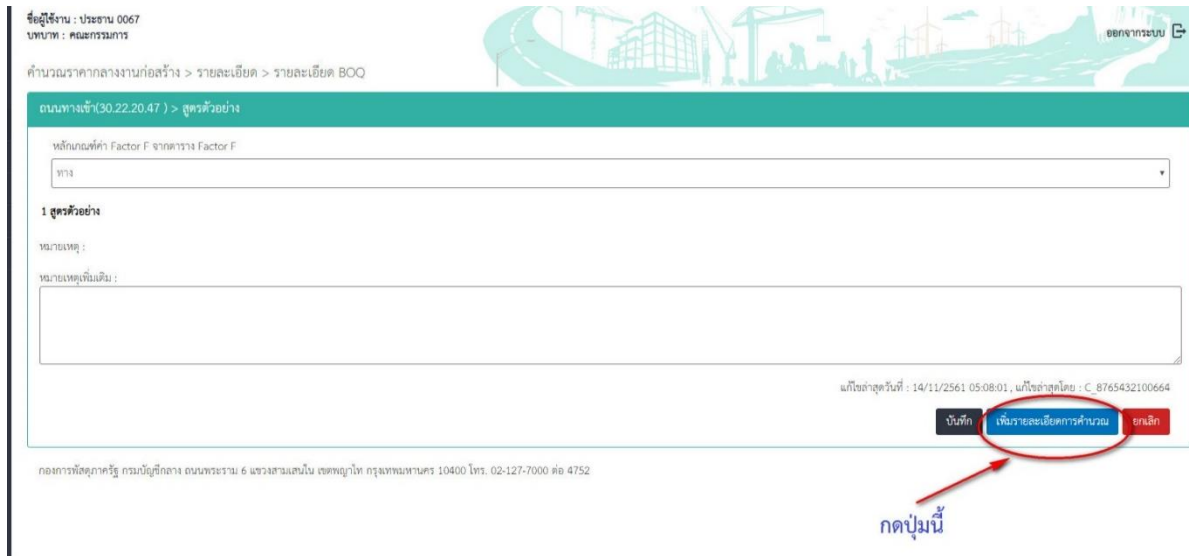 ชื่อผู้ใช้งาน : ประธาน 0067
บทบาท : คณะกรรมการ
ออกจากระบบ
คำนวณราคากลางงานก่อสร้าง > รายละเอียด > รายละเอียด BOQ
ถนนทางเข้า(30.22.20.47 ) > สูตรตัวอย่าง
หลักเกณฑ์ค่า Factor F จากตาราง Factor F
ทาง
1 สูตรตัวอย่าง
หมายเหตุ :
หมายเหตุเพิ่มเติม :
แก้ไขล่าสุดวันที่ : 14/11/2561 05:08:01 , แก้ไขล่าสุดโดย : C_8765432100664
บันทึก เพิ่มรายละเอียดการคำนวณ ยกเลิก
กองการพัสดุภาครัฐ กรมบัญชีกลาง ถนนพระราม 6 แขวงสามเสนใน เขตพญาไท กรุงเทพมหานคร 10400 โทร. 02-127-7000 ต่อ 4752
กดปุ่มนี้